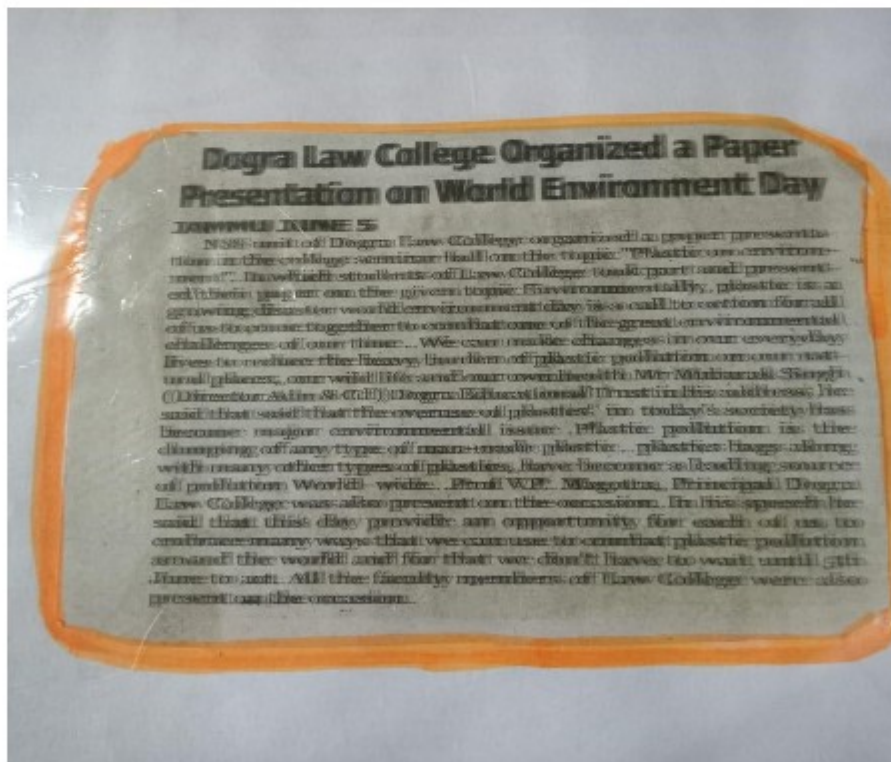 Dogra Law College Organized a Paper
Presentation on World Environment Day
JAMMU JUNE 5
NSS unit of Dogra Law College organized a paper presenta-
tion in the college seminar hall on the topic "Plastic on environ-
ment". In which students of Law College took part and present-
ed their paper on the given topic Environmentally, plastic is a
growing disaster world environment day is a call to action for all
of us to come together to combat one of the great environmental
challenges of our time.. We can make changes in our everyday
lives to reduce the heavy burden of plastic pollution on our nat-
ural places, our wild life and our own health Mr
Singh
(Director Adm & Dogra Educational Trust in his address, he
said that said that the overuse of plastics" in today's society has
become major environmental issue .Plastic pollution is the
dumping of any type of man-made plastic.. plastic bags along
with many other types of plastics, have become a leading source
of pollution World- wide.. Prof Principal Dogra
Law College was also present on the occasion. In his speech he
said that this day provide an opportunity for each of us to
embrace many ways that we can use to combat plastic pollution
around the world and for that we don't have to wait until 5th
June to act. All the faculty members of Law College were also
present on the occasion.